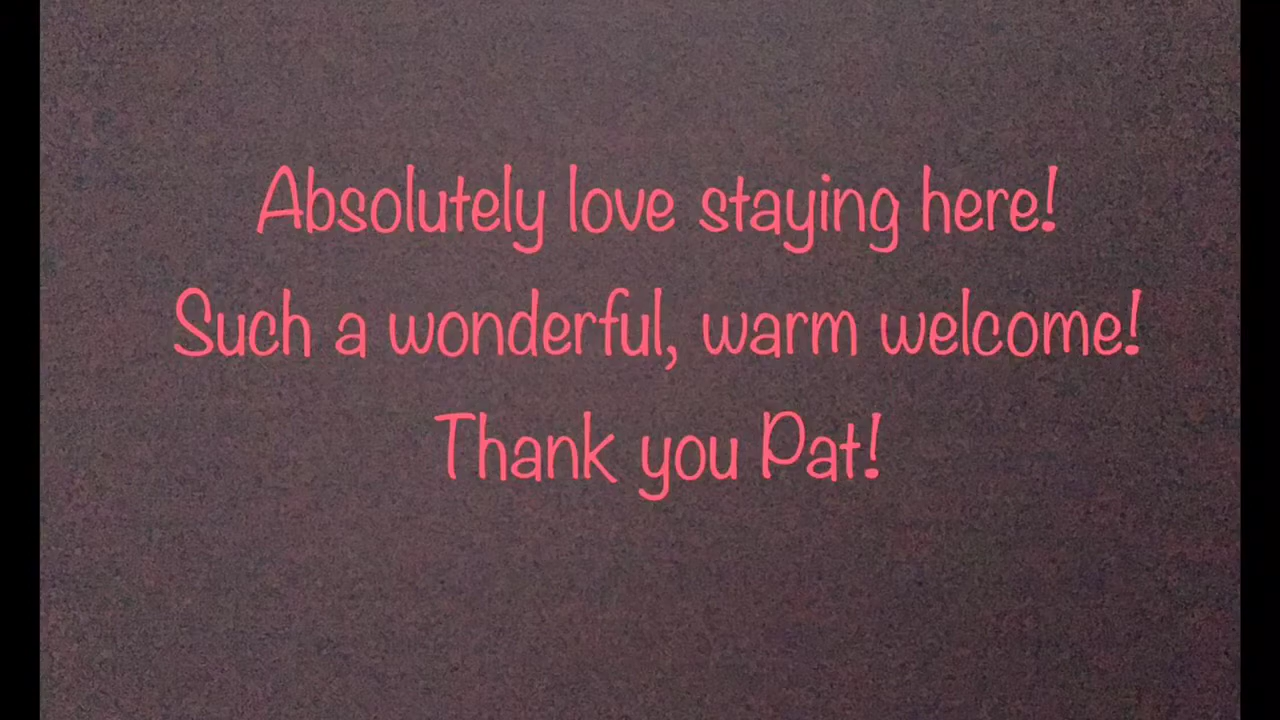 Absolutely love staying here!
Such a wonderful, warm welcome!
Thank you Pat!